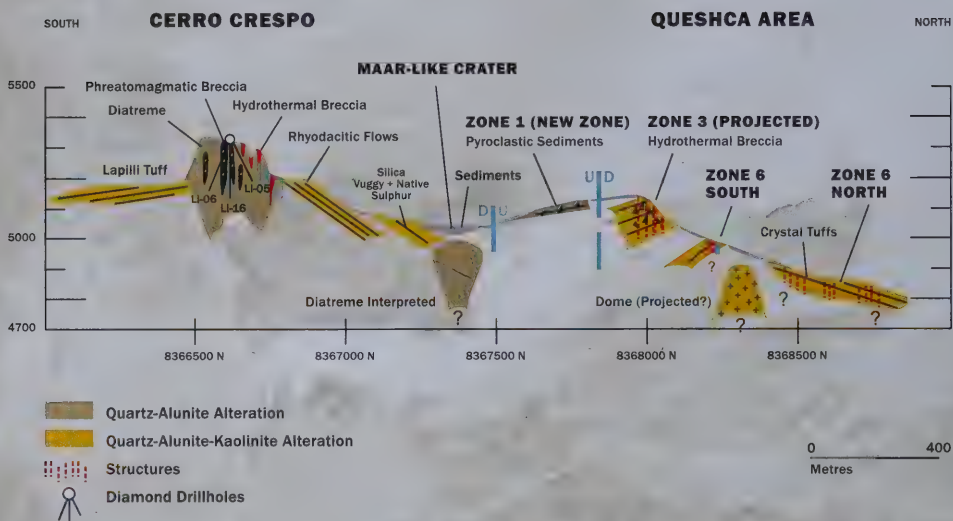 SOUTH
CERRO CRESPO
QUESHCA AREA
NORTH
MAAR-LIKE CRATER
5500
Phreatomagmatic Breccia
Diatreme
Hydrothermal Breccia
Rhyodacitic Flows
ZONE 1 (NEW ZONE)
Pyroclastic Sediments
ZONE 3 (PROJECTED)
Hydrothermal Breccia
Lapilli Tuff
Silica
Vuggy + Native
Sulphur
Sediments
U D
ZONE 6
SOUTH
ZONE 6
NORTH
LI-06
LI-16
LI-05
D U
5000
Crystal Tuffs
?
Diatreme Interpreted
?
Dome (Projected?)
?
?
?
4700
8366500 N
8367000 N
8367500 N
8368000 N
8368500 N
Quartz-Alunite Alteration
Quartz-Alunite-Kaolinite Alteration
Structures
Diamond Drillholes
0
400
Metres